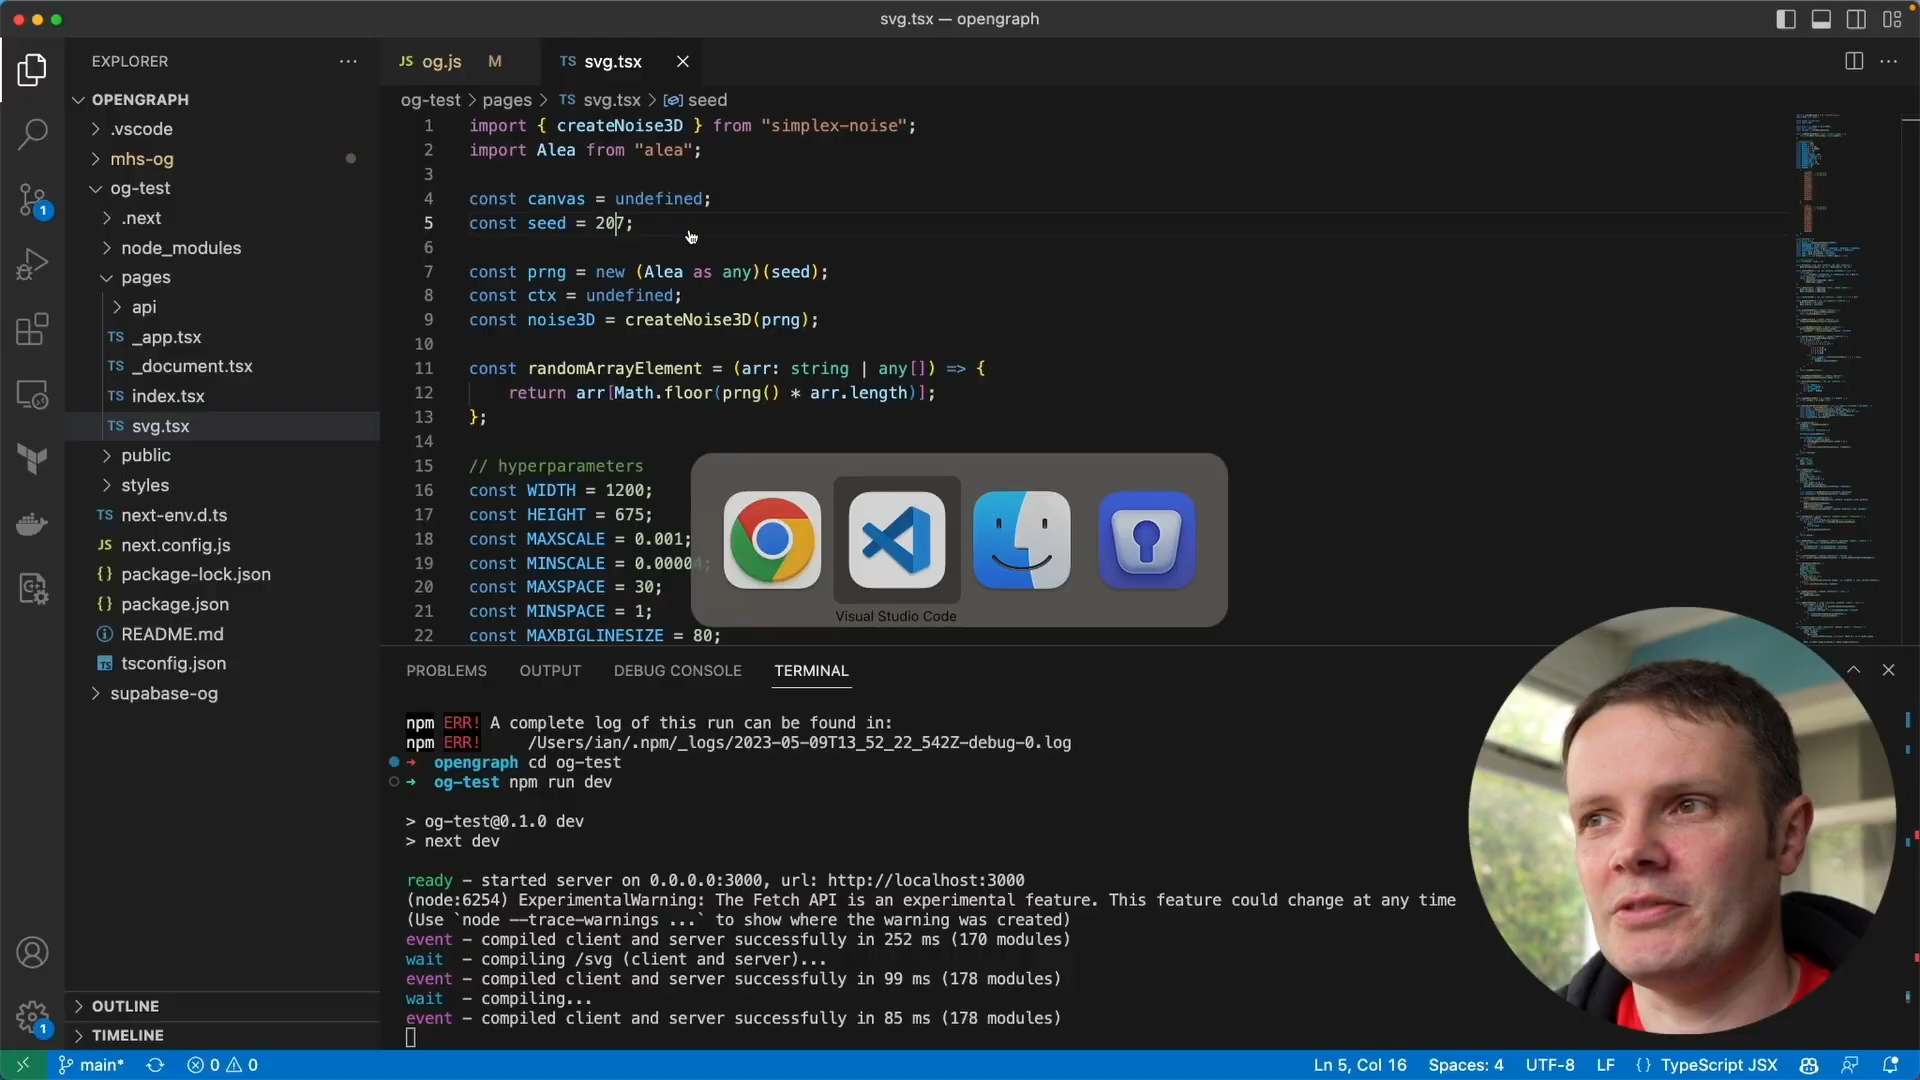 svg.tsx — opengraph
EXPLORER
OPENGRAPH
.vscode
mhs-og
og-test
.next
node_modules
pages
api
TS _app.tsx
TS _document.tsx
TS index.tsx
TS svg.tsx
public
styles
TS next-env.d.ts
JS next.config.js
{} package-lock.json
{} package.json
README.md
TS tsconfig.json
supabase-og
OUTLINE
TIMELINE
1
1
JS og.js M
TS svg.tsx
og-test > pages > TS svg.tsx > seed
1 import { createNoise3D } from "simplex-noise";
2 import Alea from "alea";
3
4 const canvas = undefined;
5 const seed = 207;
6
7 const prng = new (Alea as any)(seed);
8 const ctx = undefined;
9 const noise3D = createNoise3D(prng);
10
11 const randomArrayElement = (arr: string | any[]) => {
12 return arr[Math.floor(prng() * arr.length)];
13 };
14
15 // hyperparameters
16 const WIDTH = 1200;
17 const HEIGHT = 675;
18 const MAXSCALE = 0.001;
19 const MINSCALE = 0.00004;
20 const MAXSPACE = 30;
21 const MINSPACE = 1;
22 const MAXBIGLINESIZE = 80;
Visual Studio Code
PROBLEMS OUTPUT DEBUG CONSOLE TERMINAL
npm ERR! A complete log of this run can be found in:
npm ERR! /Users/ian/.npm/_logs/2023-05-09T13_52_22_542Z-debug-0.log
➜ opengraph cd og-test
➜ og-test npm run dev
> og-test@0.1.0 dev
> next dev
ready - started server on 0.0.0.0:3000, url: http://localhost:3000
(node:6254) ExperimentalWarning: The Fetch API is an experimental feature. This feature could change at any time
(Use `node --trace-warnings ...` to show where the warning was created)
event - compiled client and server successfully in 252 ms (170 modules)
wait - compiling /svg (client and server)...
event - compiled client and server successfully in 99 ms (178 modules)
wait - compiling...
event - compiled client and server successfully in 85 ms (178 modules)
main* 0 0 Ln 5, Col 16 Spaces: 4 UTF-8 LF {} TypeScript JSX